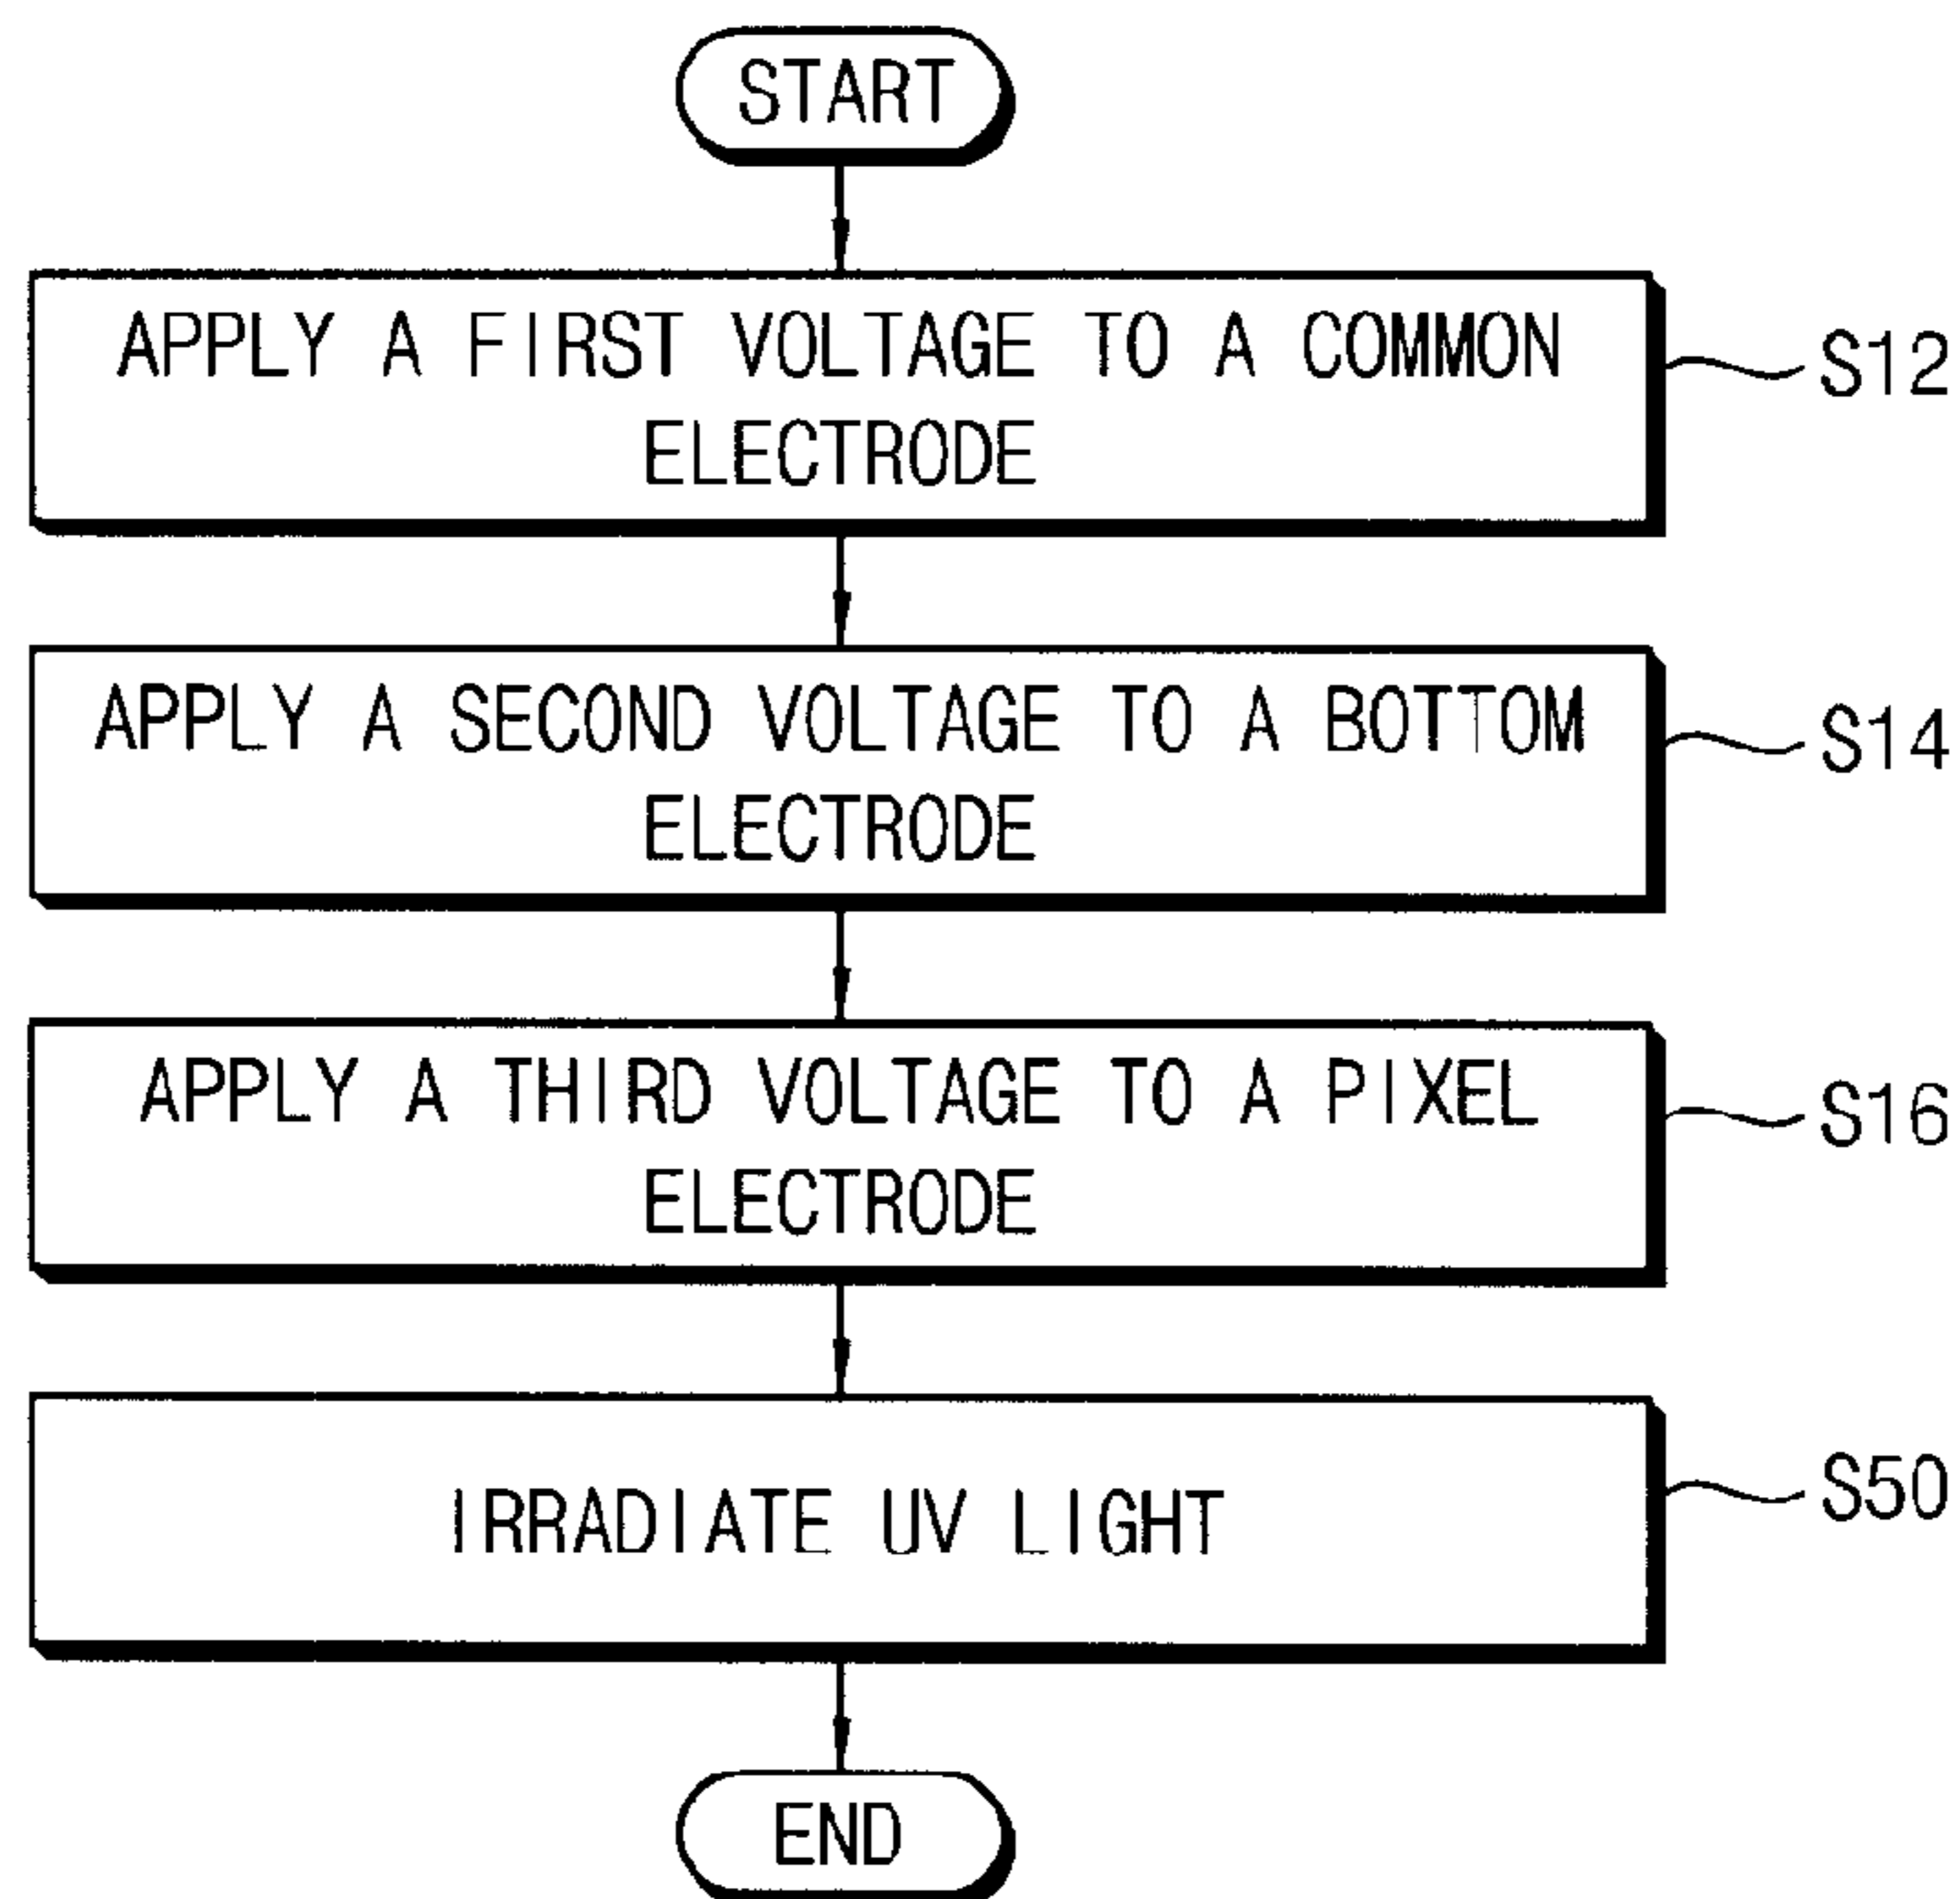 START
APPLY A FIRST VOLTAGE TO A COMMON
ELECTRODE
S12
APPLY A SECOND VOLTAGE TO A BOTTOM
ELECTRODE
S14
APPLY A THIRD VOLTAGE TO A PIXEL
ELECTRODE
S16
IRRADIATE UV LIGHT
S50
END